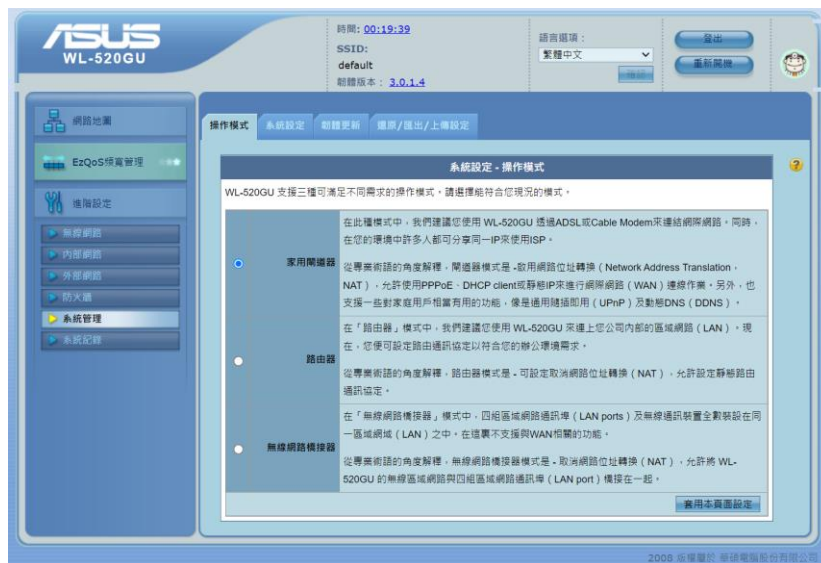 ASUS
WL-520GU
時間: 00:19:39
SSID:
default
韌體版本： 3.0.1.4
語言選項：
繁體中文
登出
重新開機
網路地圖
EzQoS頻寬管理
進階設定
無線網路
內部網路
外部網路
防火牆
系統管理
系統記錄
操作模式 系統設定 韌體更新 還原/匯出/上傳設定
系統設定 - 操作模式
WL-520GU 支援三種可滿足不同需求的操作模式，請選擇能符合您現況的模式。
家用閘道器
在此種模式中，我們建議您使用 WL-520GU 透過ADSL或Cable Modem來連結網際網路。同時，
在您的環境中許多人都可分享同一IP來使用ISP。
從專業術語的角度解釋，閘道器模式是 -啟用網路位址轉換（Network Address Translation，
NAT），允許使用PPPoE、DHCP client或靜態IP來進行網際網路（WAN）連線作業。另外，也
支援一些對家庭用戶相當有用的功能，像是通用隨插即用（UPnP）及動態DNS（DDNS）。
路由器
在「路由器」模式中，我們建議您使用 WL-520GU 來連上您公司內部的區域網路（LAN）。現
在，您便可設定路由通訊協定以符合您的辦公環境需求。
從專業術語的角度解釋，路由器模式是 - 可設定取消網路位址轉換（NAT），允許設定靜態路由
通訊協定。
無線網路橋接器
在「無線網路橋接器」模式中，四組區域網路通訊埠（LAN ports）及無線通訊裝置全數裝設在同
一區域網域（LAN）之中。在這裏不支援與WAN相關的功能。
從專業術語的角度解釋，無線網路橋接器模式是 - 取消網路位址轉換（NAT），允許將 WL-
520GU 的無線區域網路與四組區域網路通訊埠（LAN port）橋接在一起。
套用本頁面設定
2008 版權屬於 華碩電腦股份有限公司